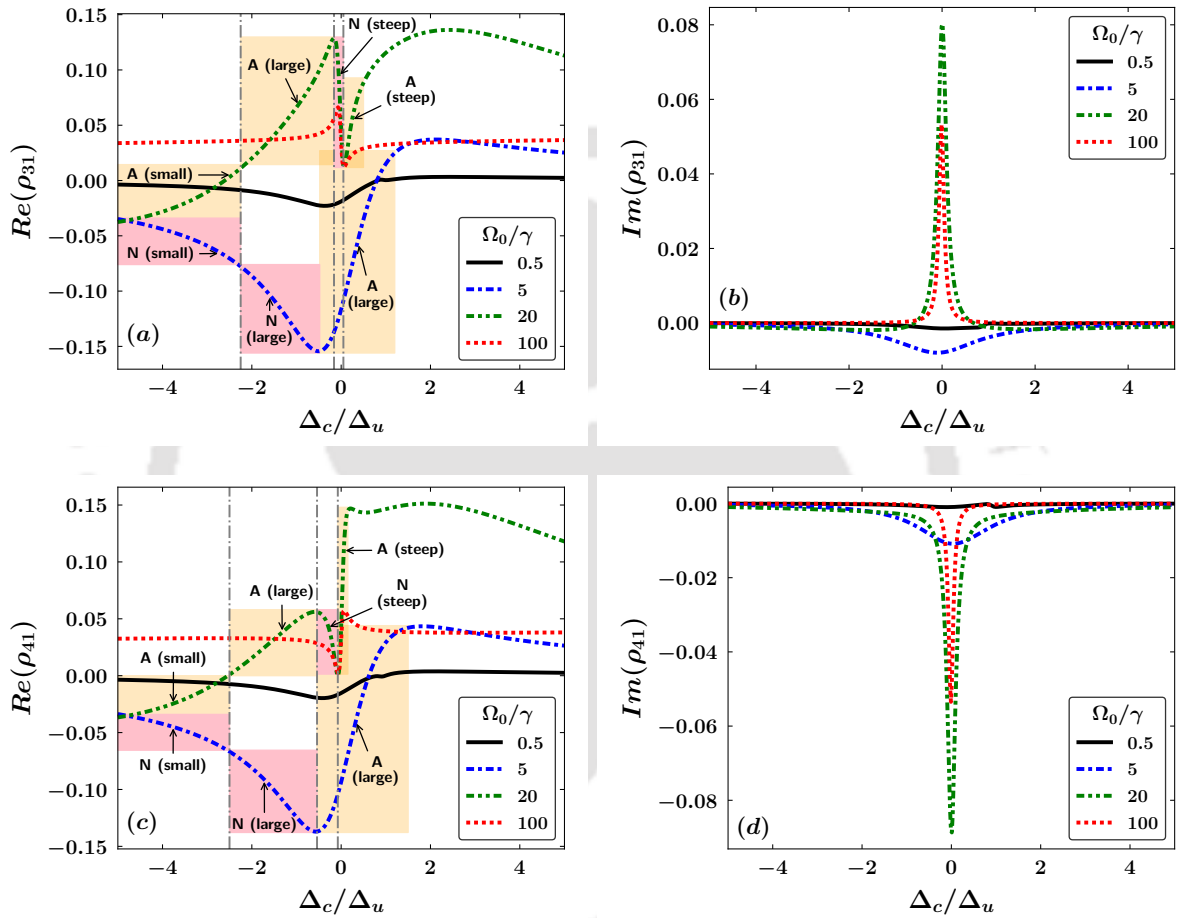 0.15
0.10
0.05
0.00
−0.05
−0.10
−0.15
Re(ρ31)
N
(steep)
A (large)
A
(steep)
A (small)
N (small)
N
(large)
A
(large)
(a)
Ω0/γ
0.5
5
20
100
−4 −2 0 2 4
Δc/Δu
0.08
0.06
0.04
0.02
0.00
Im(ρ31)
Ω0/γ
0.5
5
20
100
(b)
−4 −2 0 2 4
Δc/Δu
0.15
0.10
0.05
0.00
−0.05
−0.10
−0.15
Re(ρ41)
A (steep)
A (large)
N
(steep)
A (small)
N (small)
A
(large)
N (large)
(c)
Ω0/γ
0.5
5
20
100
−4 −2 0 2 4
Δc/Δu
0.00
−0.02
−0.04
−0.06
−0.08
Im(ρ41)
Ω0/γ
0.5
5
20
100
(d)
−4 −2 0 2 4
Δc/Δu